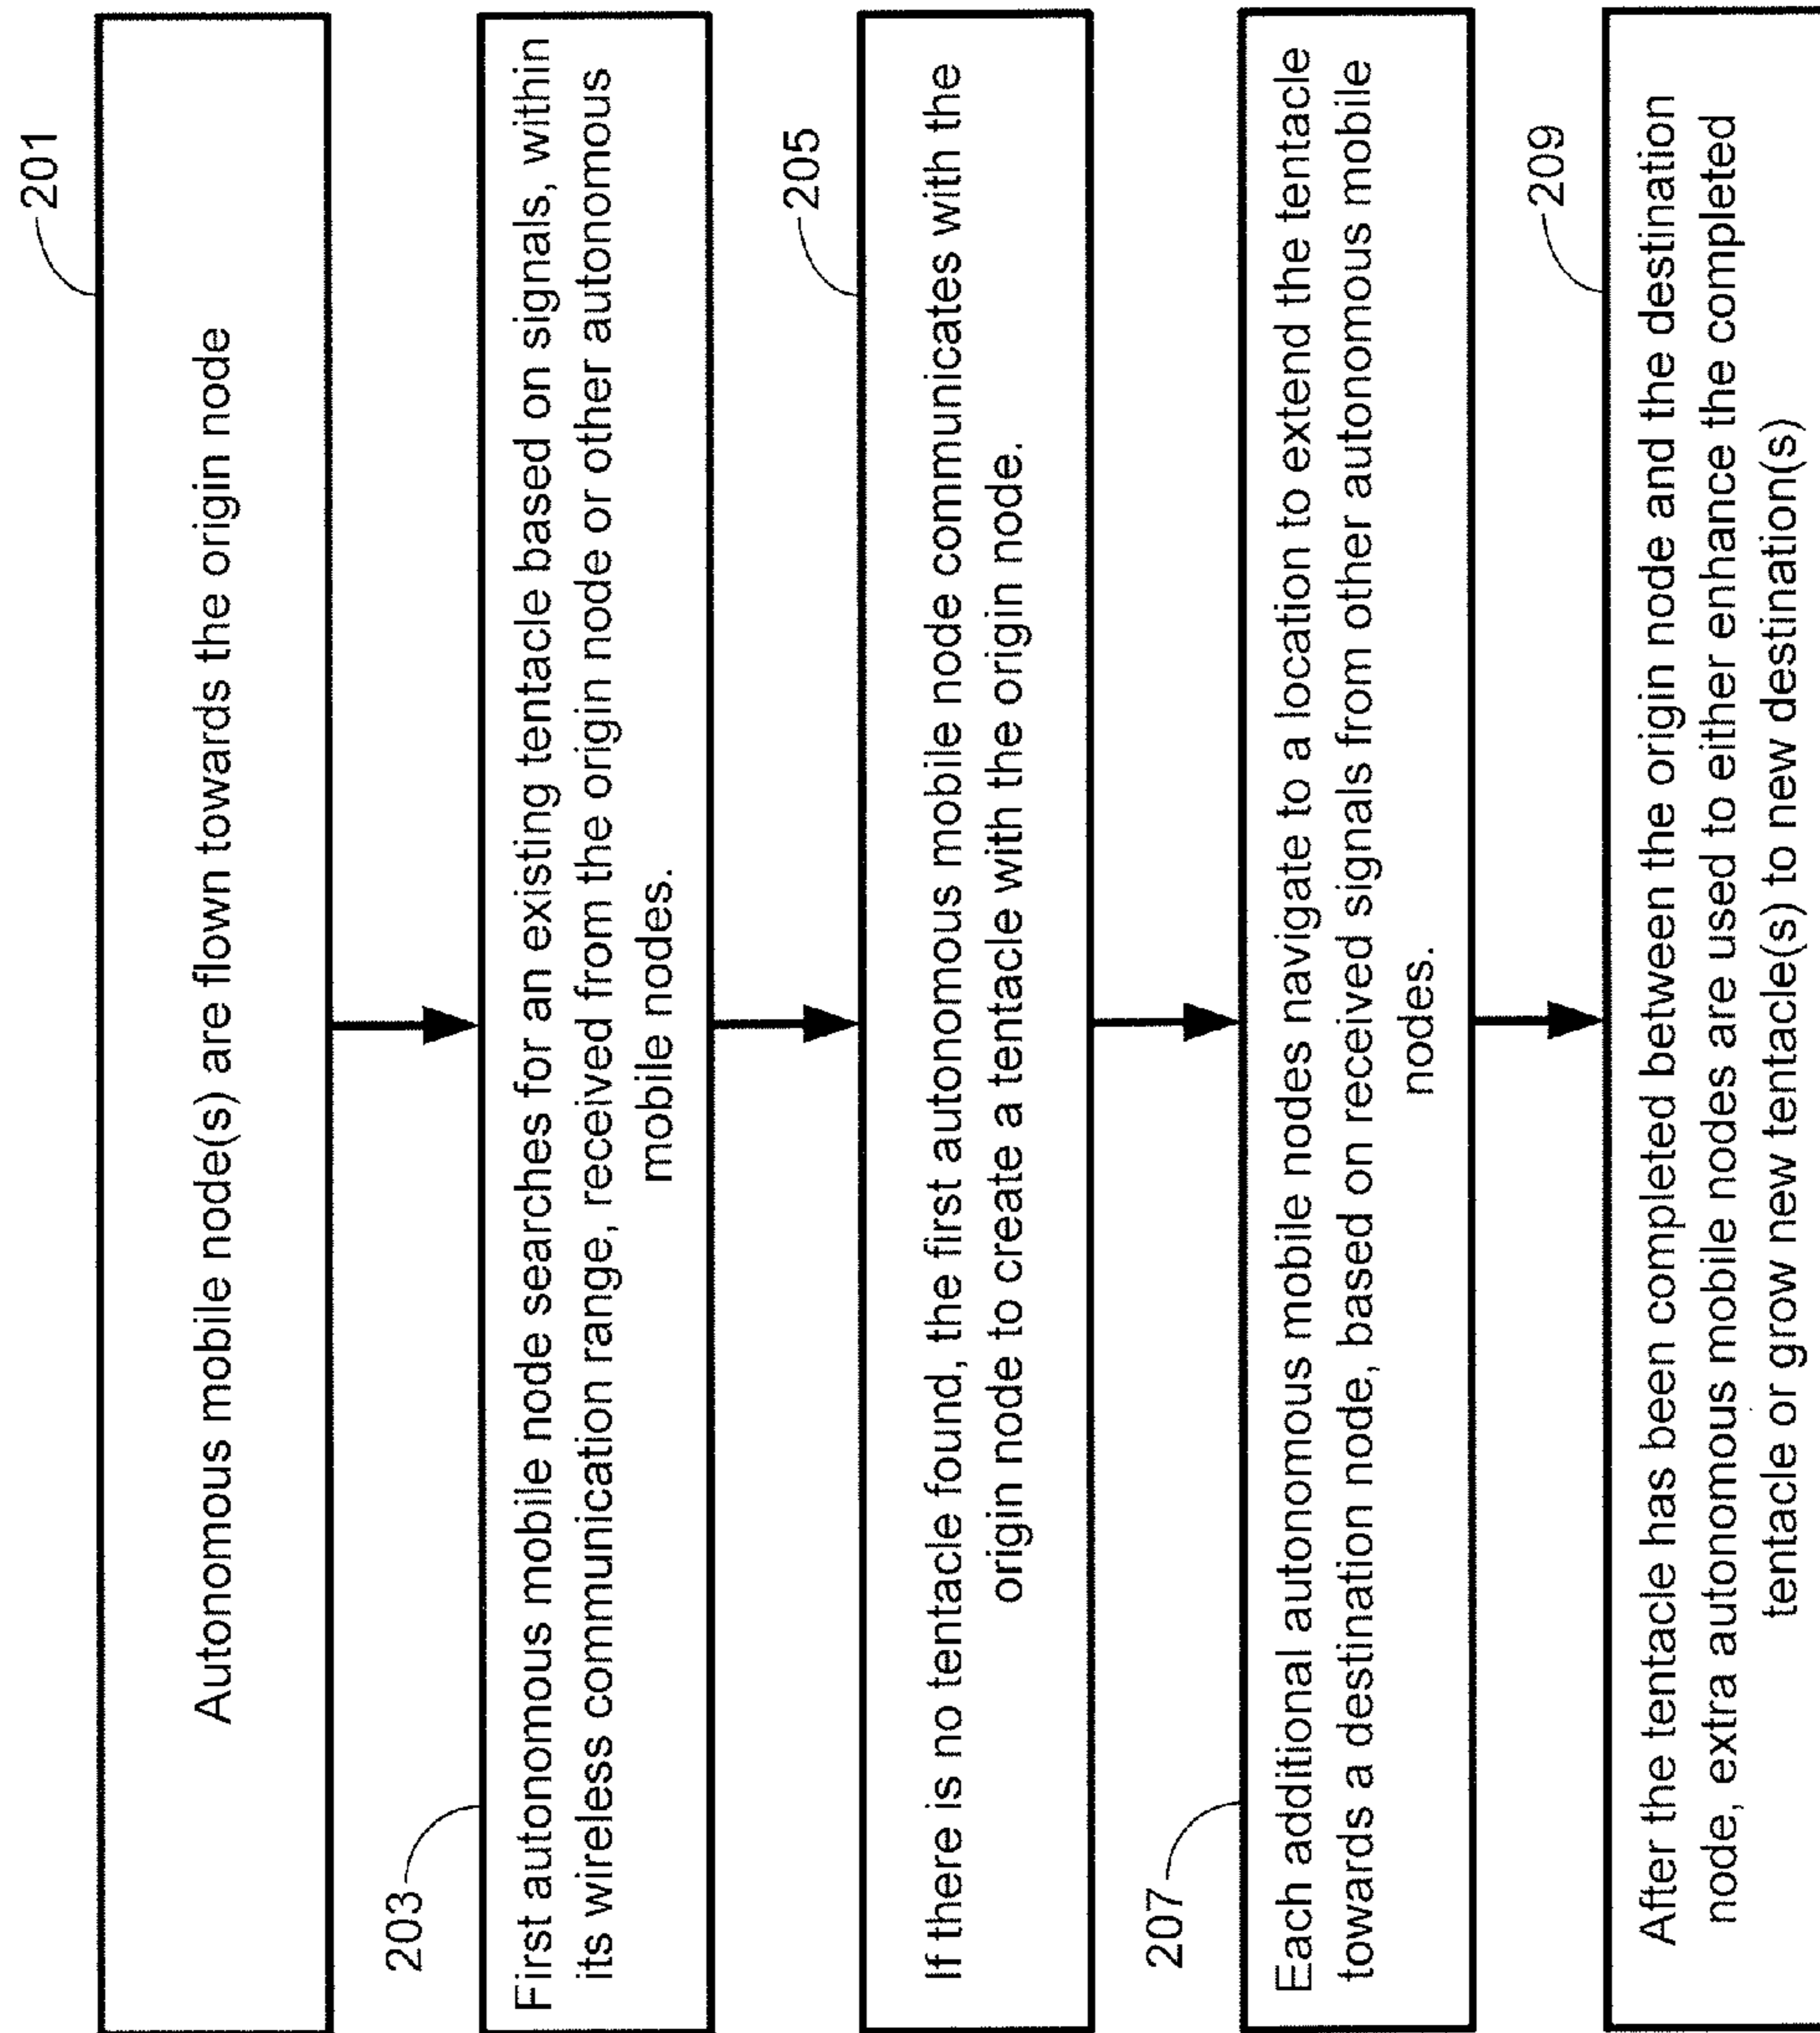 201
Autonomous mobile node(s) are flown towards the origin node
203
First autonomous mobile node searches for an existing tentacle based on signals, within
its wireless communication range, received from the origin node or other autonomous
mobile nodes.
205
If there is no tentacle found, the first autonomous mobile node communicates with the
origin node to create a tentacle with the origin node.
207
Each additional autonomous mobile nodes navigate to a location to extend the tentacle
towards a destination node, based on received signals from other autonomous mobile
nodes.
209
After the tentacle has been completed between the origin node and the destination
node, extra autonomous mobile nodes are used to either enhance the completed
tentacle or grow new tentacle(s) to new destinations(s)